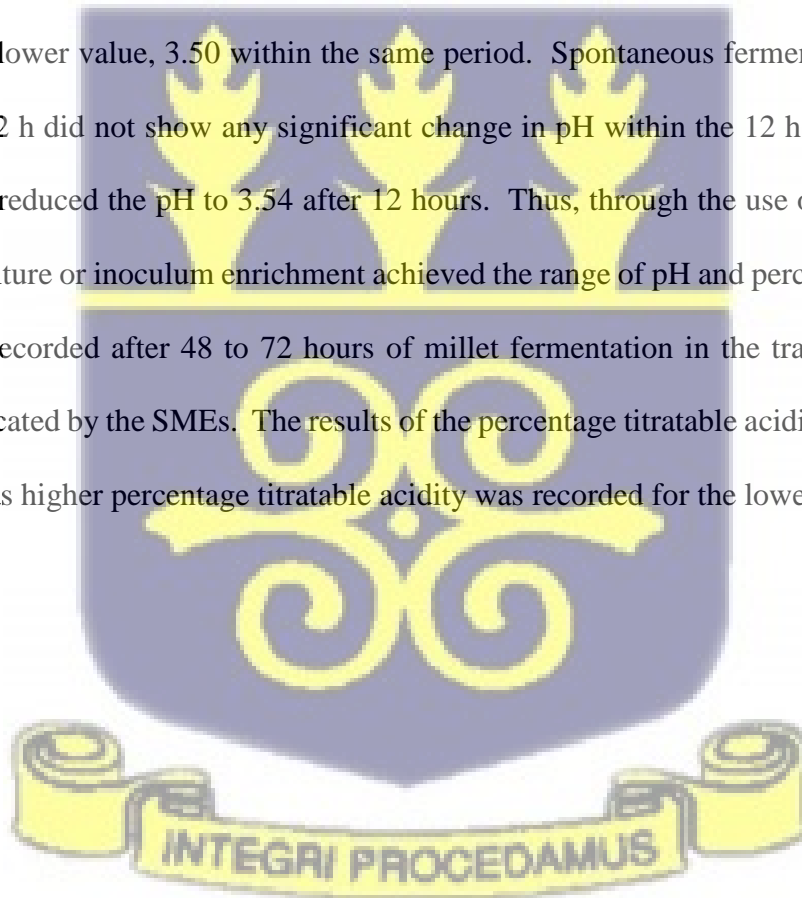 lower value, 3.50 within the same period. Spontaneous fermen
2 h did not show any significant change in pH within the 12 h
reduced the pH to 3.54 after 12 hours. Thus, through the use o
ture or inoculum enrichment achieved the range of pH and perc
ecorded after 48 to 72 hours of millet fermentation in the tra
cated by the SMEs. The results of the percentage titratable acidi
s higher percentage titratable acidity was recorded for the lowe
INTEGRI PROCEDAMUS